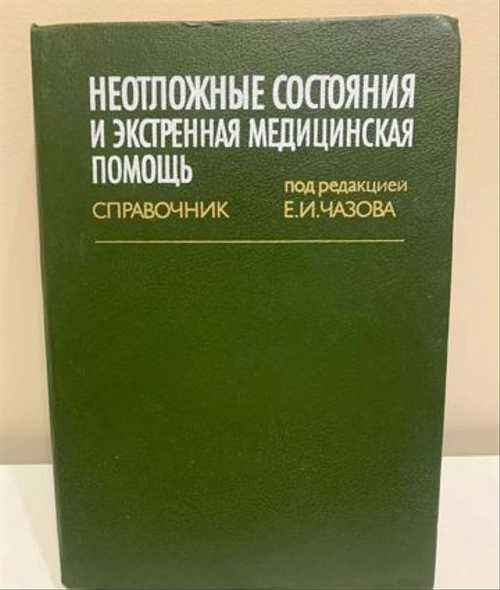 НЕОТЛОЖНЫЕ СОСТОЯНИЯ
И ЭКСТРЕННАЯ МЕДИЦИНСКАЯ
ПОМОЩЬ
СПРАВОЧНИК
под редакцией
Е.И.ЧАЗОВА